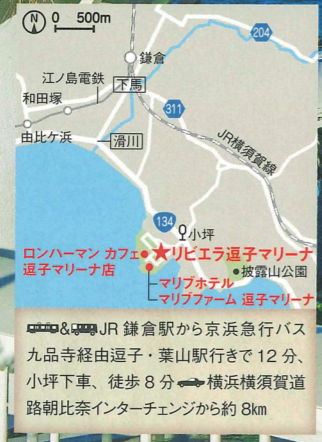 N 0 500m
204
鎌倉
江ノ島電鉄
下馬
和田塚
311
由比ケ浜
滑川
JR横須賀線
134
小坪
ロンハーマン カフェ
逗子マリーナ店
★リビエラ逗子マリーナ
披露山公園
マリブホテル
マリブファーム 逗子マリーナ
&JR鎌倉駅から京浜急行バス
九品寺経由逗子・葉山駅行きで12分、
小坪下車、徒歩8分 横浜横須賀道
路朝比奈インターチェンジから約8km